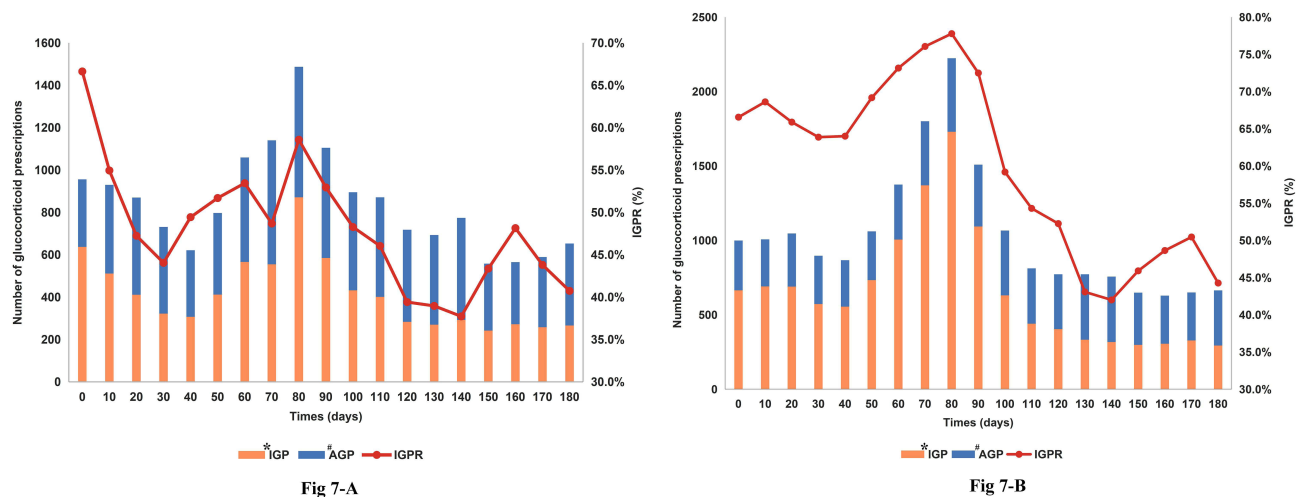 1600
1400
1200
1000
800
600
400
200
0
Number of glucocorticoid prescriptions
70.0%
65.0%
60.0%
55.0%
50.0%
45.0%
40.0%
35.0%
30.0%
IGPR (%)
0 10 20 30 40 50 60 70 80 90 100 110 120 130 140 150 160 170 180
Times (days)
*IGP #AGP IGPR
Fig 7-A
2500
2000
1500
1000
500
0
Number of glucocorticoid prescriptions
80.0%
75.0%
70.0%
65.0%
60.0%
55.0%
50.0%
45.0%
40.0%
35.0%
30.0%
IGPR (%)
0 10 20 30 40 50 60 70 80 90 100 110 120 130 140 150 160 170 180
Times (days)
*IGP #AGP IGPR
Fig 7-B